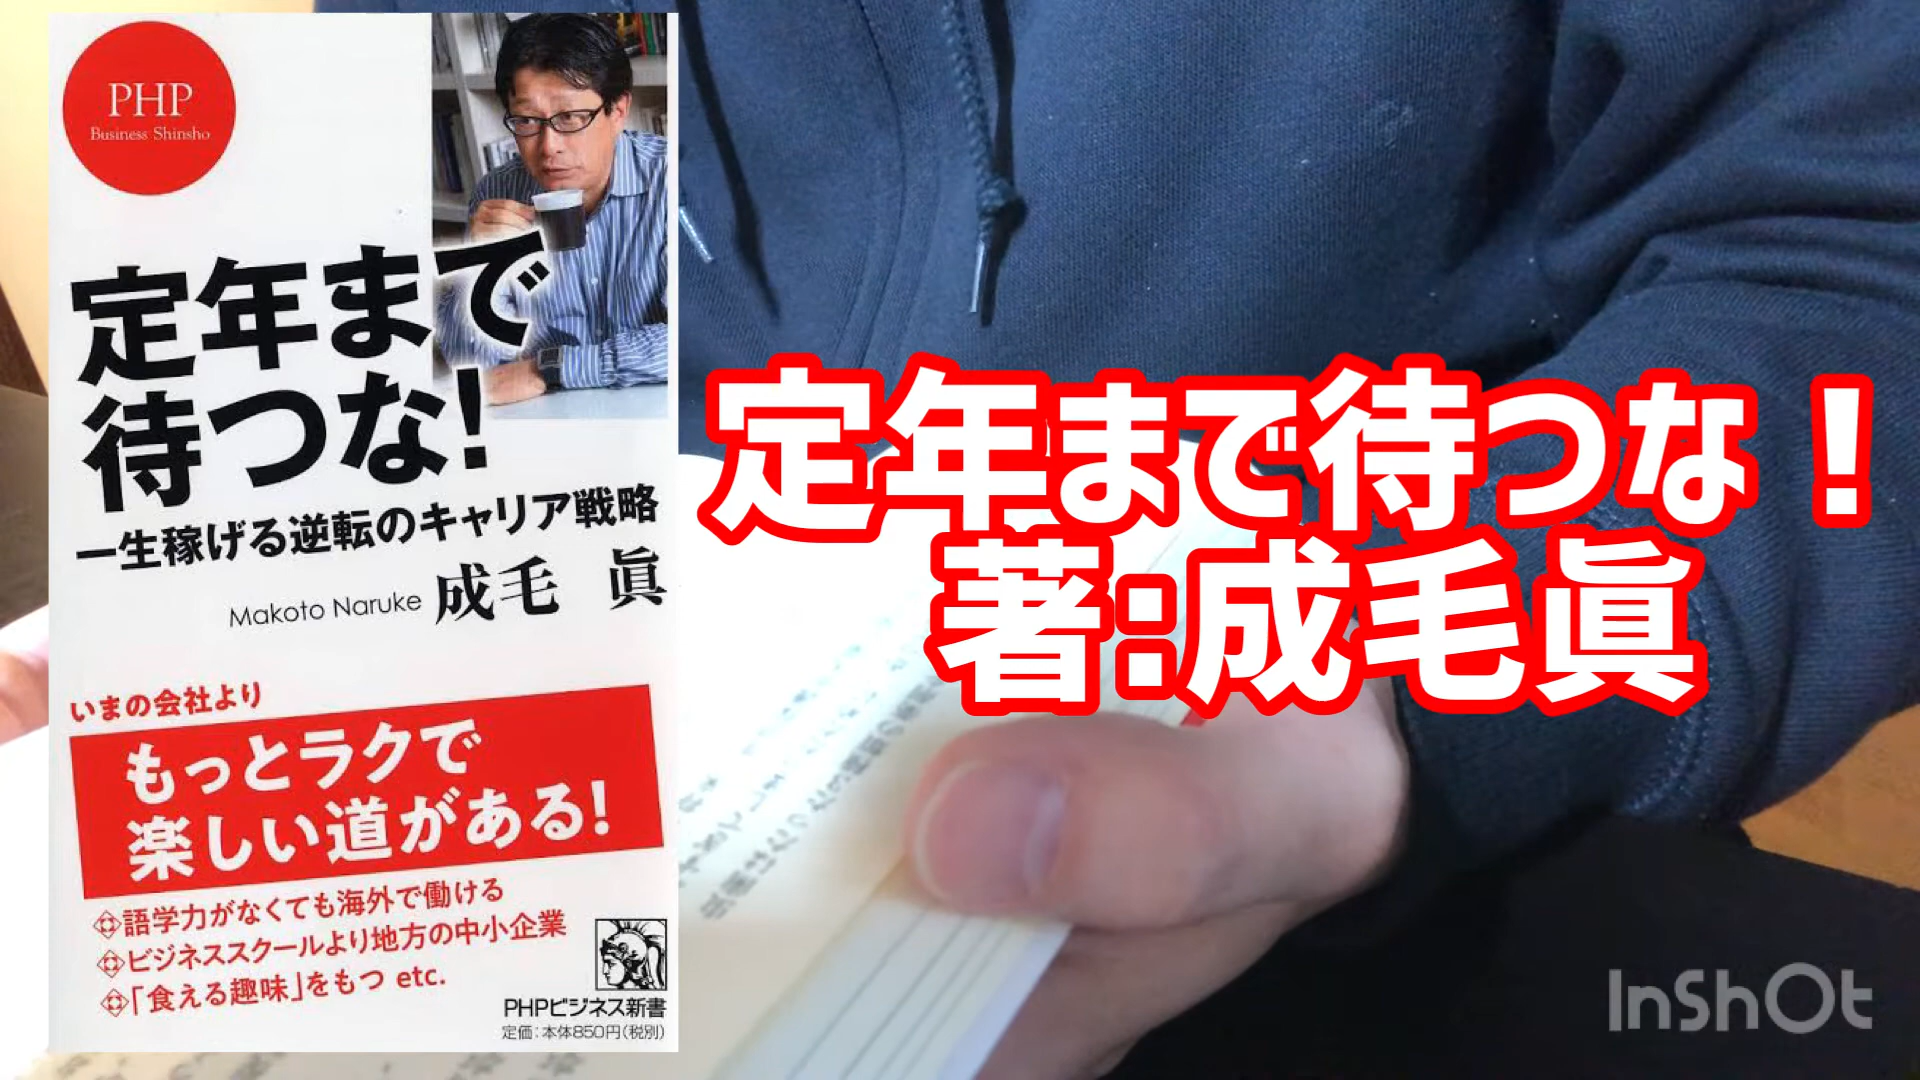 PHP
Business Shinsho
定年まで
待つな!
一生稼げる逆転のキャリア戦略
Makoto Naruke 成毛 眞
いまの会社より
もっとラクで
楽しい道がある!
語学力がなくても海外で働ける
ビジネススクールより地方の中小企業
「食える趣味」をもつ etc.
PHPビジネス新書
定価:本体850円(税別)
定年まで待つな!
著:成毛眞
InShOt